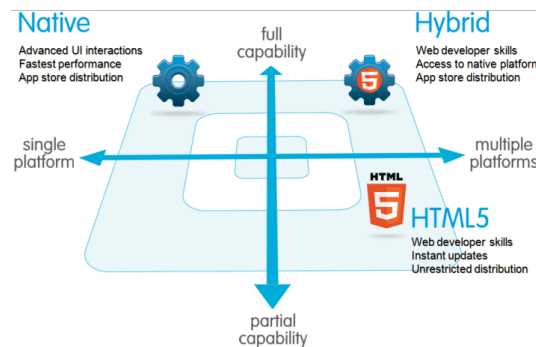 Native
Advanced UI interactions
Fastest performance
App store distribution
full
capability
Hybrid
Web developer skills
Access to native platform
App store distribution
5
single
platform
multiple
platforms
HTML
5
HTML5
Web developer skills
Instant updates
Unrestricted distribution
partial
capability